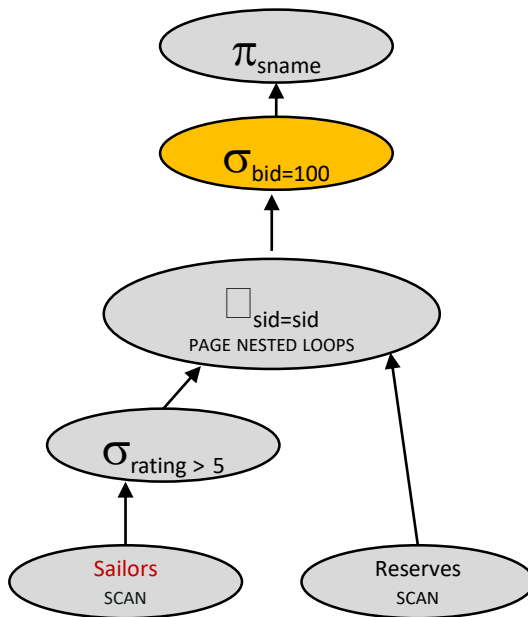 πsname
σbid=100
□sid=sid
PAGE NESTED LOOPS
σrating > 5
Sailors
SCAN
Reserves
SCAN